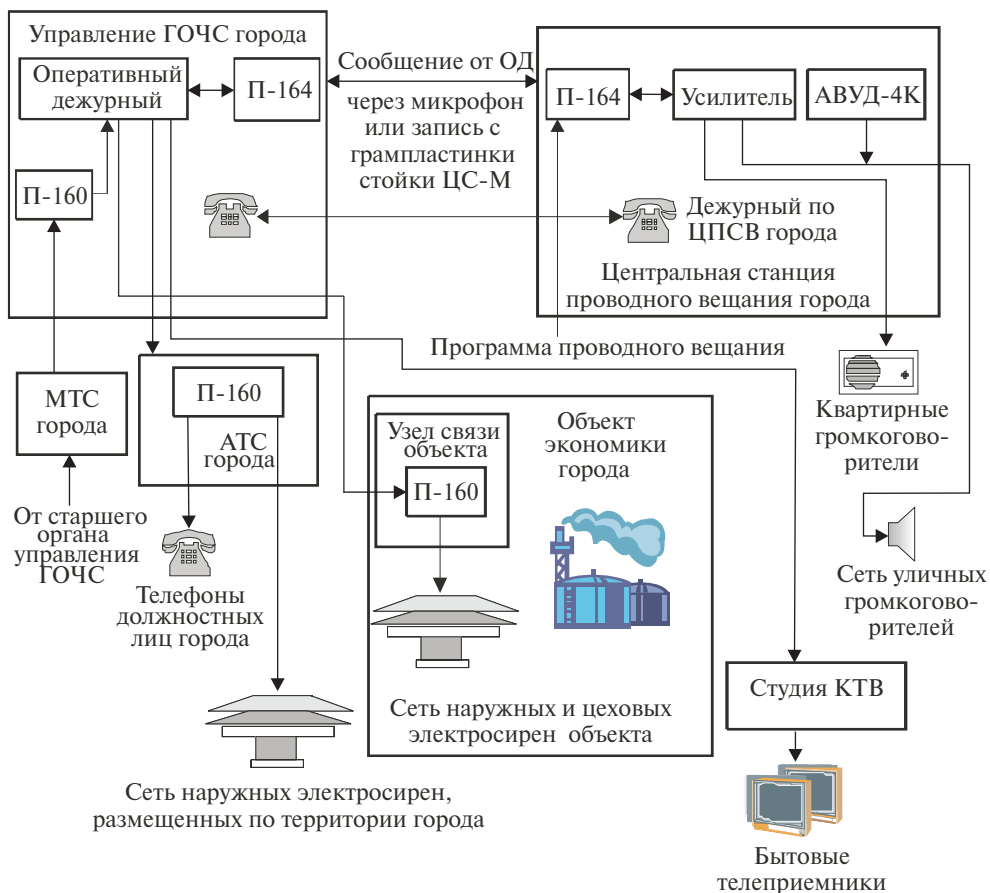 Управление ГОЧС города
Оперативный
дежурный
П-164
П-160
Сообщение от ОД
через микрофон
или запись с
грампластинки
стойки ЦС-М
П-164
Усилитель
АВУД-4К
Дежурный по
ЦПСВ города
Центральная станция
проводного вещания города
Программа проводного вещания
МТС
города
П-160
АТС
города
От старшего
органа
управления
ГОЧС
Телефоны
должностных
лиц города
Узел связи
объекта
П-160
Объект
экономики
города
Квартирные
громкогово-
рители
Сеть уличных
громкогово-
рителей
Сеть наружных и цеховых
электросирен объекта
Студия КТВ
Сеть наружных электросирен,
размещенных по территории города
Бытовые
телеприемники